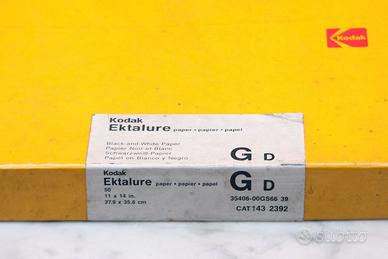 Kodak
Kodak
Ektalure paper • papier • papel
Black-and-White Paper
Papier Noir-et-Blanc
Schwarzweiß-Papier
Papel en Blanco y Negro
G D
Kodak
Ektalure paper • papier • papel
50
11 x 14 in.
27.9 x 35.6 cm
G D
35406-00GS66 39
CAT 143 2392
subito